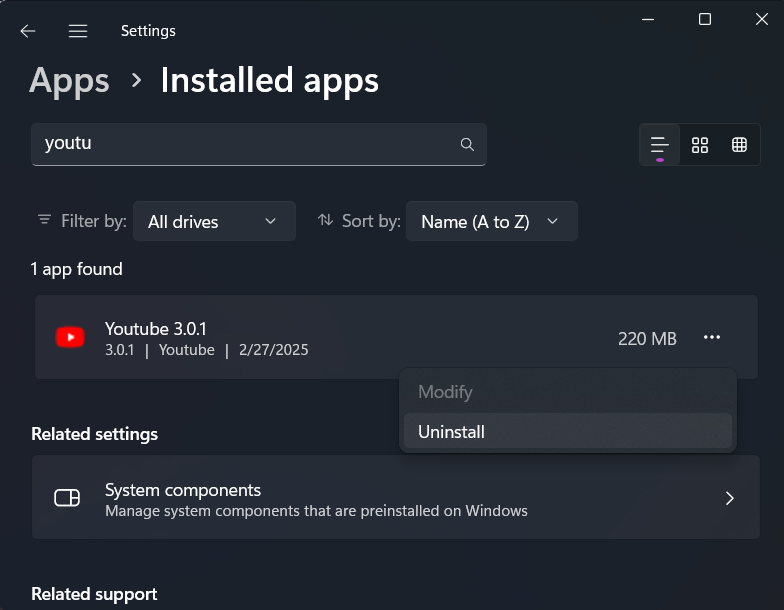 Settings
Apps > Installed apps
youtu
Filter by: All drives Sort by: Name (A to Z)
1 app found
Youtube 3.0.1
3.0.1 | Youtube | 2/27/2025
220 MB
Modify
Uninstall
Related settings
System components
Manage system components that are preinstalled on Windows
Related support